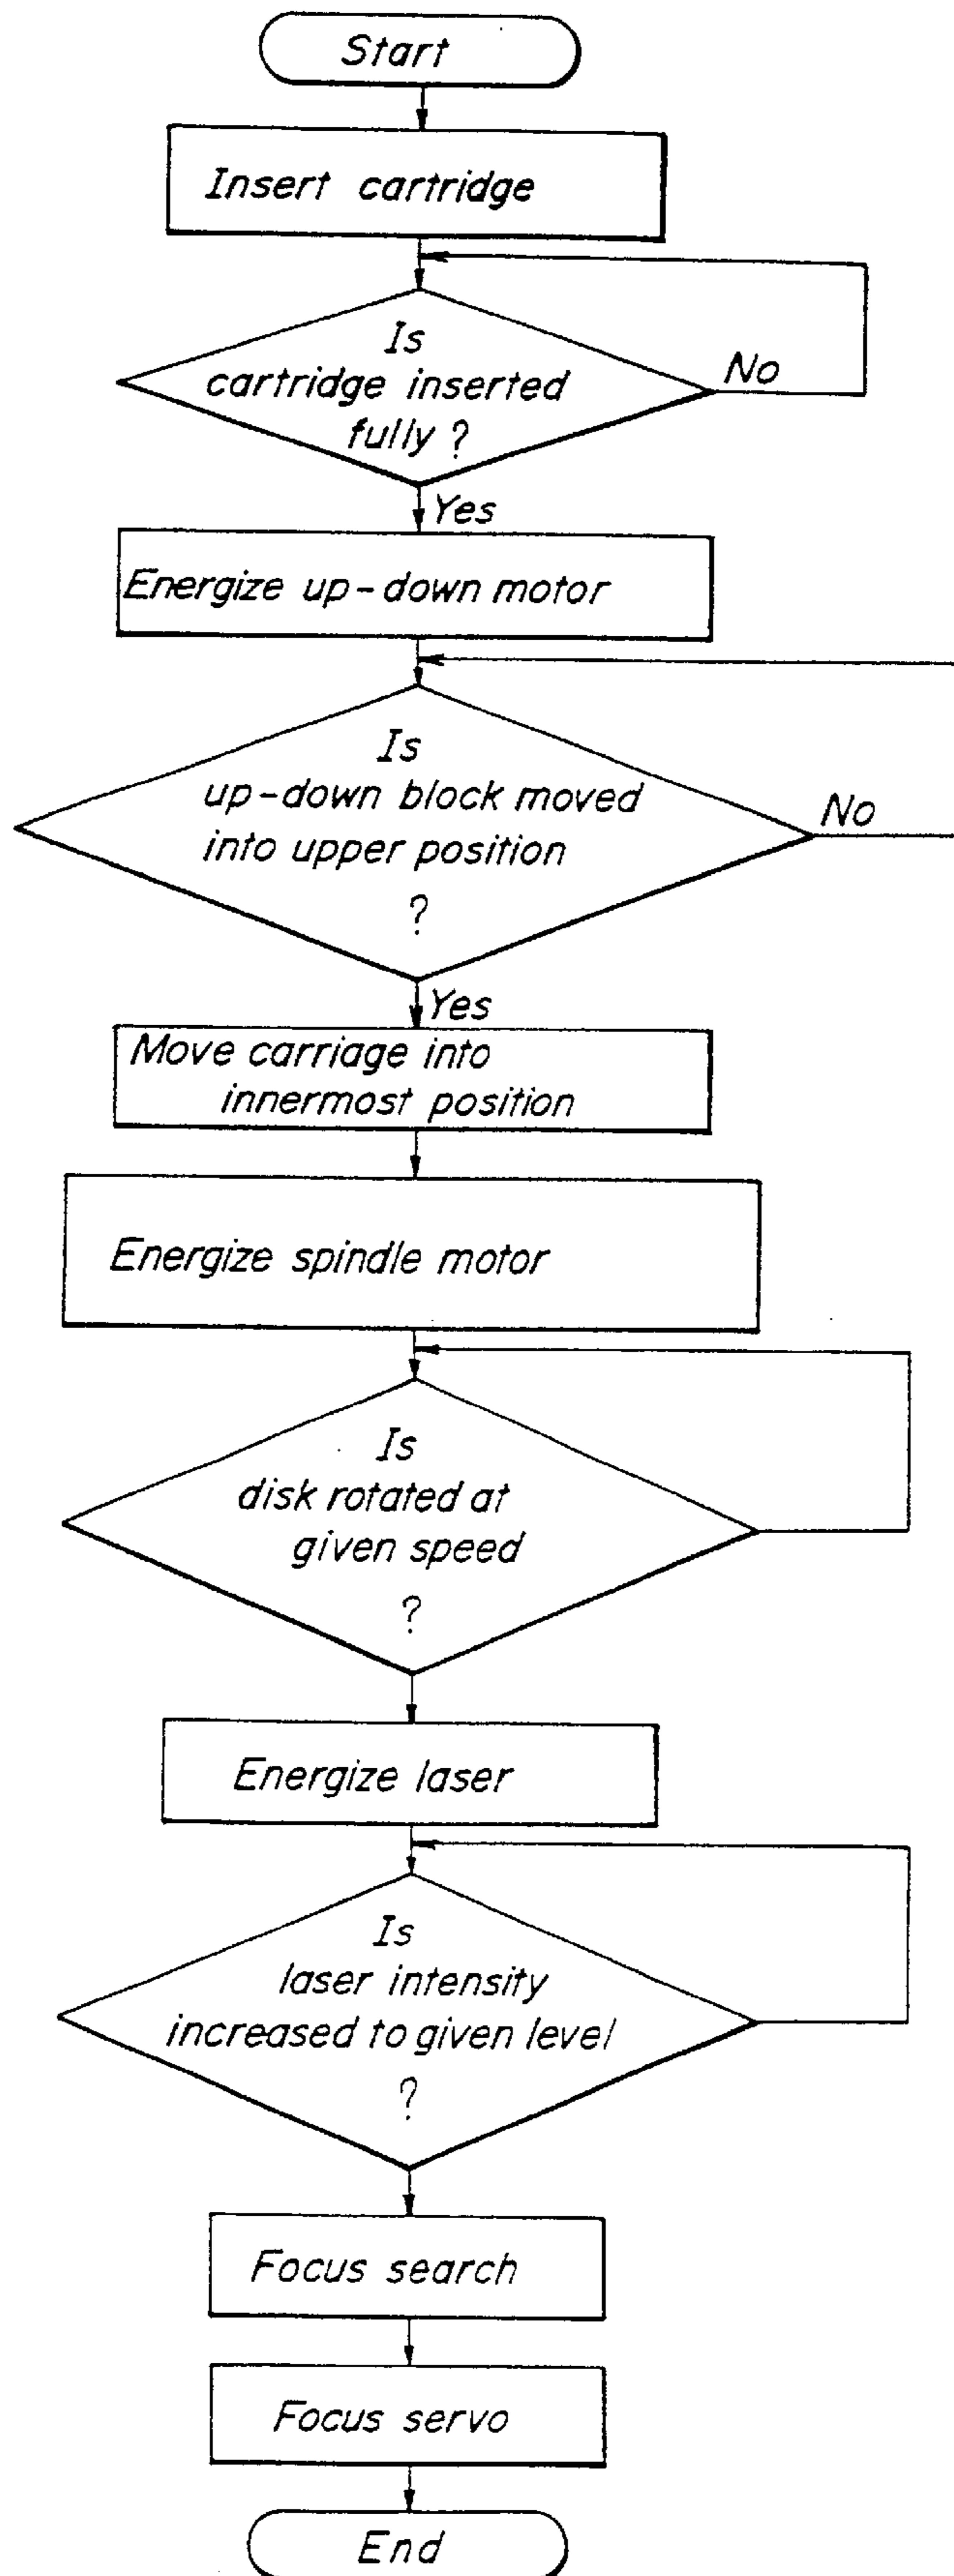 Start
Insert cartridge
Is
cartridge inserted
fully ?
No
Yes
Energize up-down motor
Is
up-down block moved
into upper position
?
No
Yes
Move carriage into
innermost position
Energize spindle motor
Is
disk rotated at
given speed
?
Energize laser
Is
laser intensity
increased to given level
?
Focus search
Focus servo
End